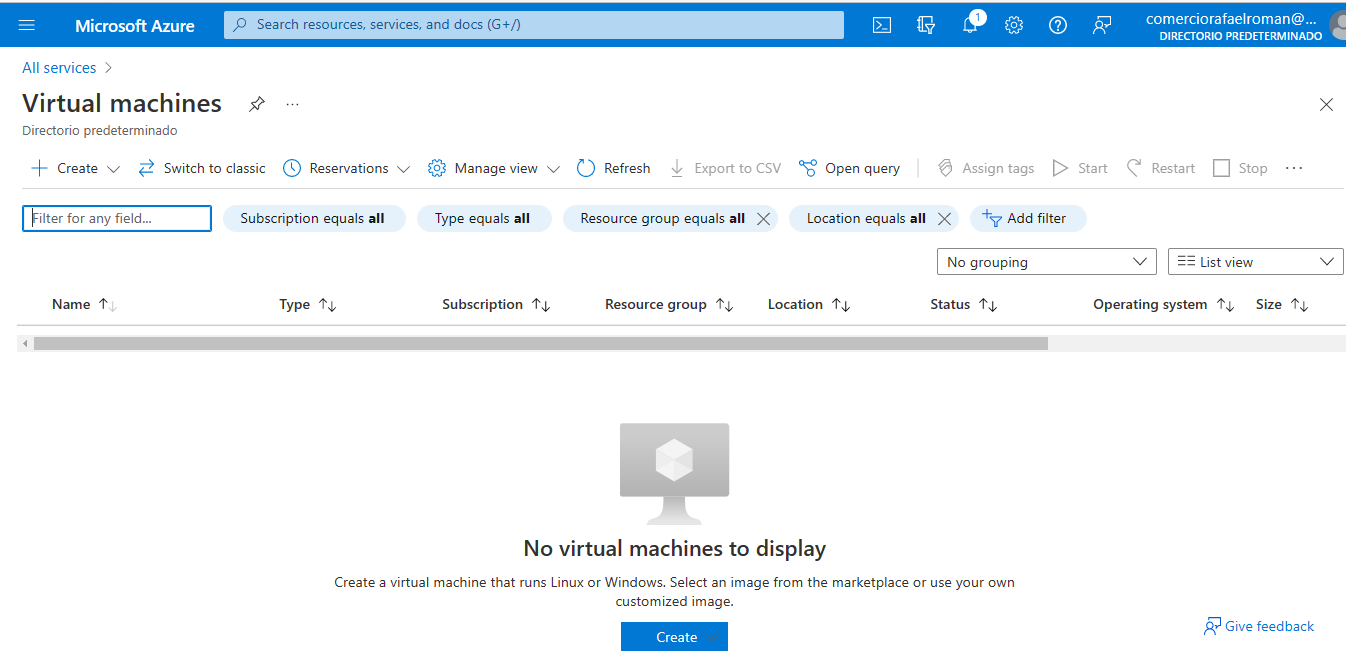 Microsoft Azure
Search resources, services, and docs (G+/)
1
comerciorafaelroman@...
DIRECTORIO PREDETERMINADO
All services
Virtual machines
Directorio predeterminado
Create
Switch to classic
Reservations
Manage view
Refresh
Export to CSV
Open query
Assign tags
Start
Restart
Stop
Filter for any field...
Subscription equals all
Type equals all
Resource group equals all
Location equals all
Add filter
No grouping
List view
Name
Type
Subscription
Resource group
Location
Status
Operating system
Size
No virtual machines to display
Create a virtual machine that runs Linux or Windows. Select an image from the marketplace or use your own
customized image.
Create
Give feedback